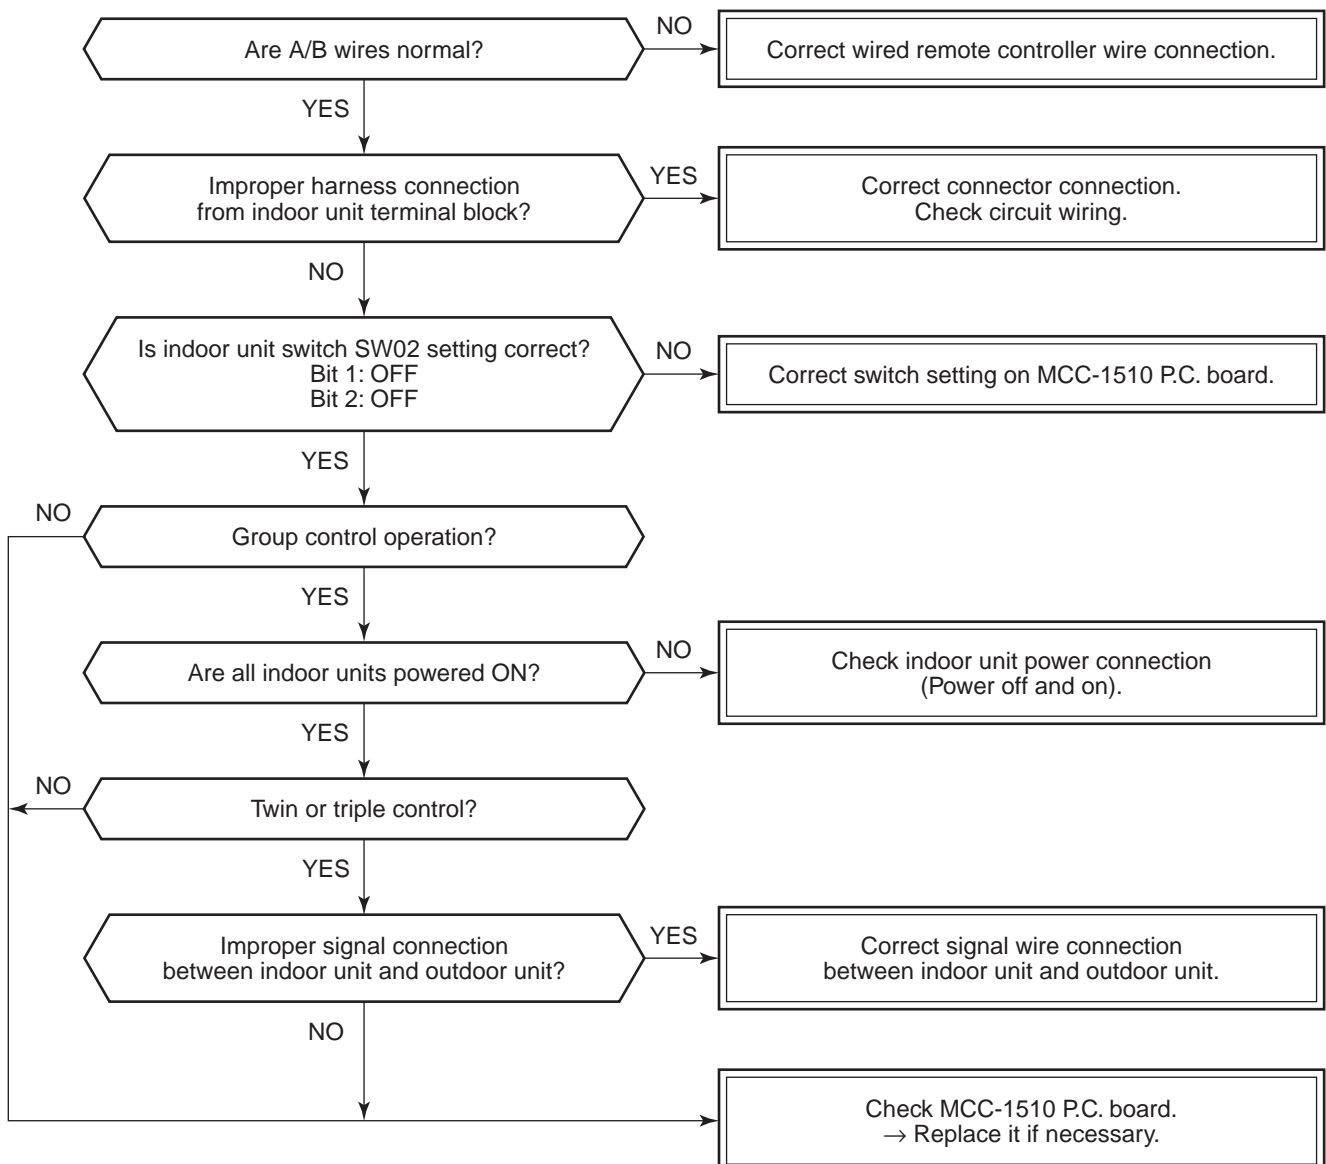 Are A/B wires normal?
NO
Correct wired remote controller wire connection.
YES
Improper harness connection
from indoor unit terminal block?
YES
Correct connector connection.
Check circuit wiring.
NO
Is indoor unit switch SW02 setting correct?
Bit 1: OFF
Bit 2: OFF
NO
Correct switch setting on MCC-1510 P.C. board.
YES
NO
Group control operation?
YES
Are all indoor units powered ON?
NO
Check indoor unit power connection
(Power off and on).
YES
NO
Twin or triple control?
YES
Improper signal connection
between indoor unit and outdoor unit?
YES
Correct signal wire connection
between indoor unit and outdoor unit.
NO
Check MCC-1510 P.C. board.
→ Replace it if necessary.